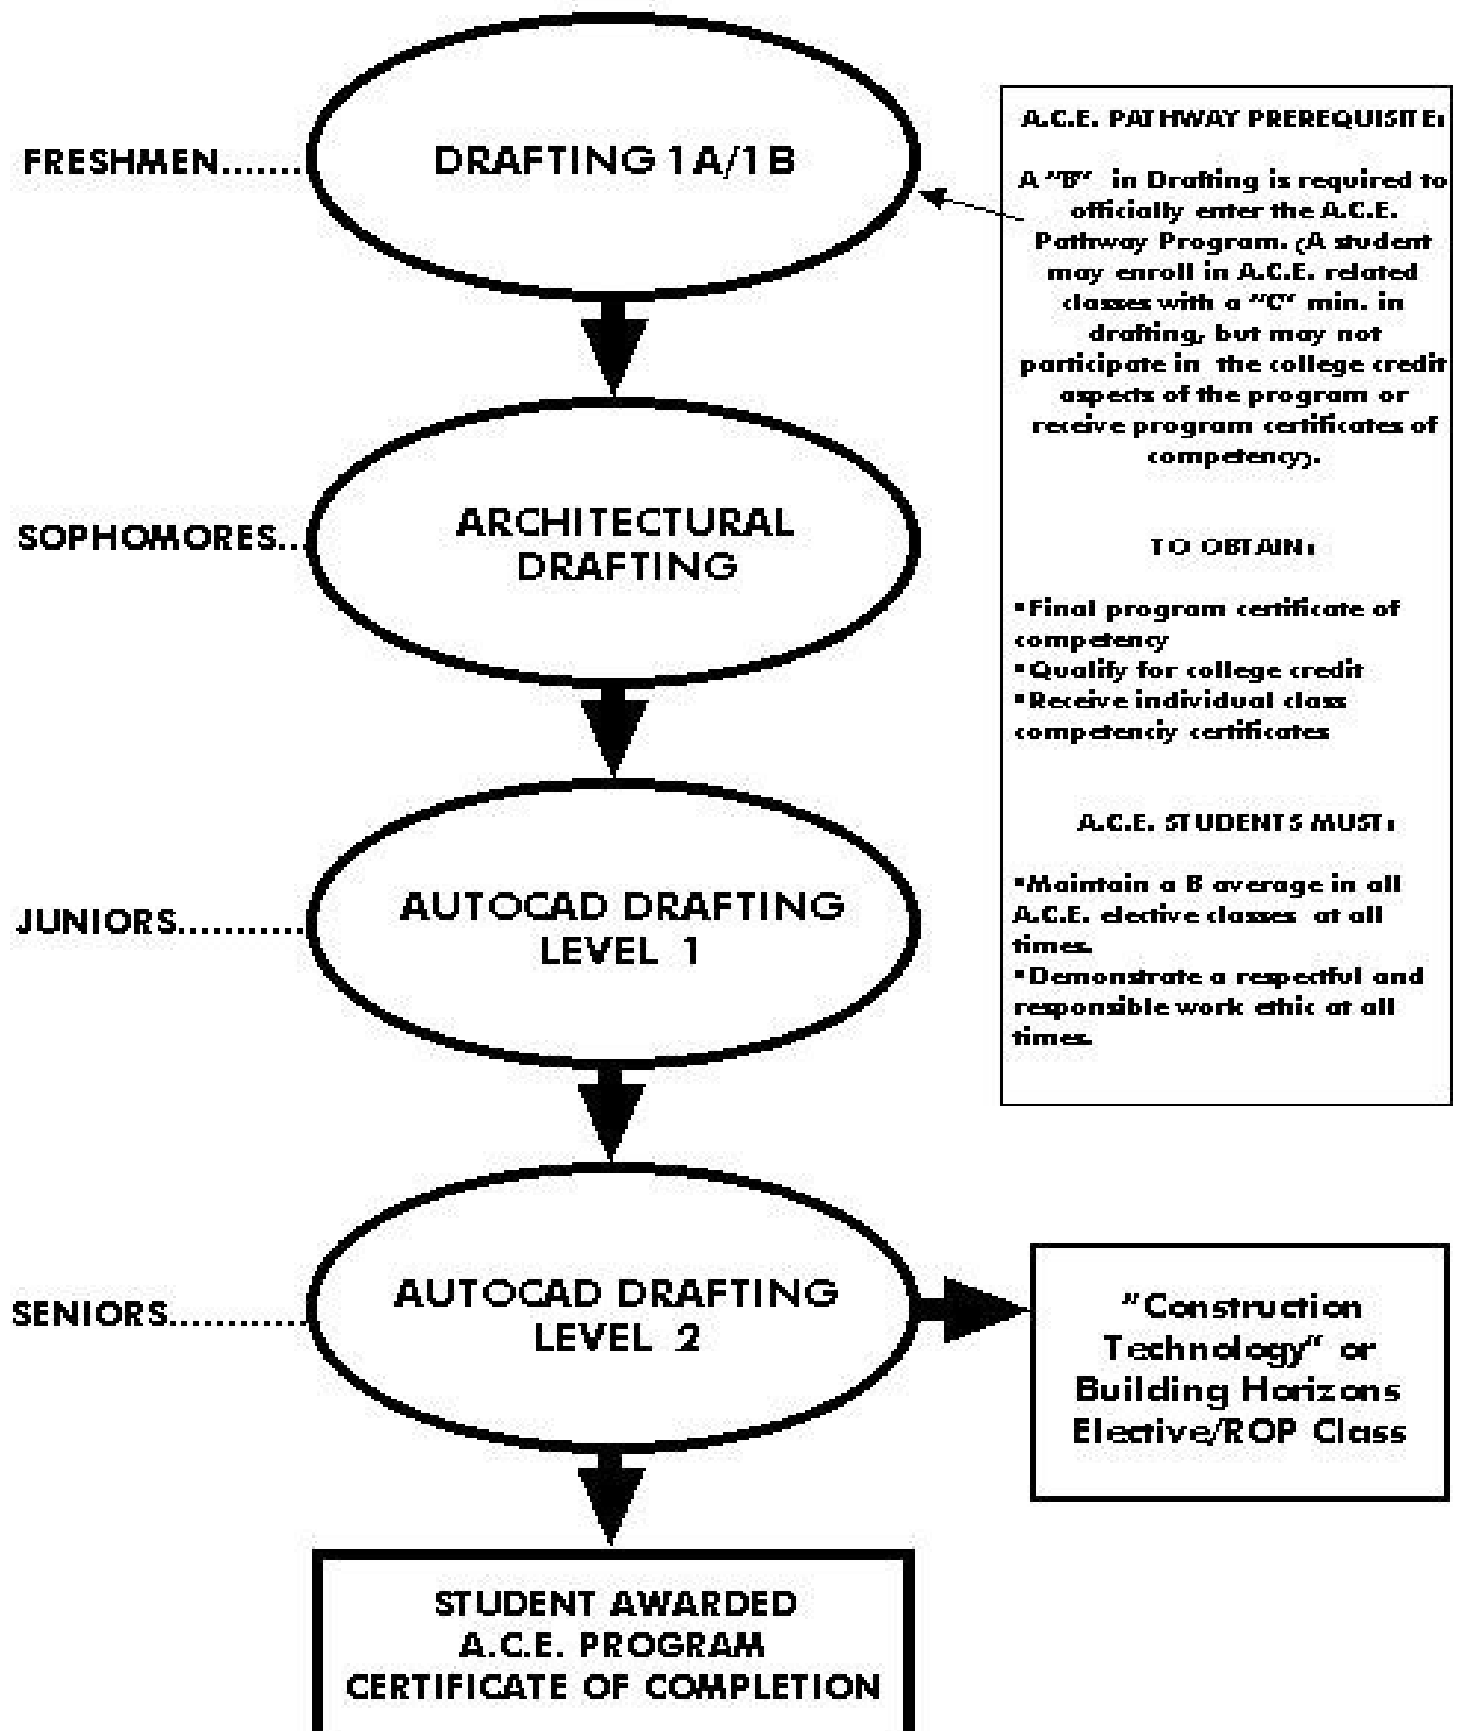 FRESHMEN.......
DRAFTING 1A/1B
SOPHOMORES...
ARCHITECTURAL
DRAFTING
JUNIORS...........
AUTOCAD DRAFTING
LEVEL 1
SENIORS............
AUTOCAD DRAFTING
LEVEL 2
STUDENT AWARDED
A.C.E. PROGRAM
CERTIFICATE OF COMPLETION
A.C.E. PATHWAY PREREQUISITE:
A "B" in Drafting is required to
officially enter the A.C.E.
Pathway Program. (A student
may enroll in A.C.E. related
classes with a "C" min. in
drafting, but may not
participate in the college credit
aspects of the program or
receive program certificates of
competency).
TO OBTAIN:
▪Final program certificate of
competency
▪Qualify for college credit
▪Receive individual class
competenciy certificates
A.C.E. STUDENTS MUST:
▪Maintain a B average in all
A.C.E. elective classes at all
times.
▪Demonstrate a respectful and
responsible work ethic at all
times.
"Construction
Technology" or
Building Horizons
Elective/ROP Class